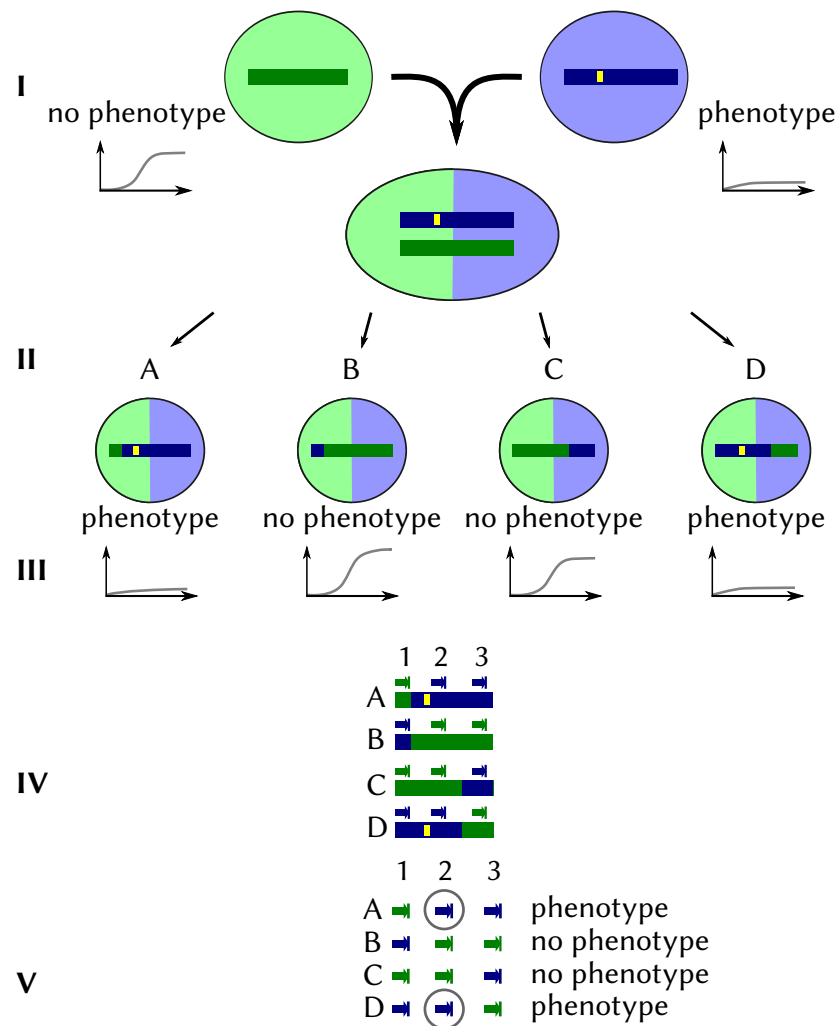 I
no phenotype
phenotype
II
A B C D
phenotype no phenotype no phenotype phenotype
III
1 2 3
A
B
IV
C
D
1 2 3
A phenotype
B no phenotype
V
C no phenotype
D phenotype